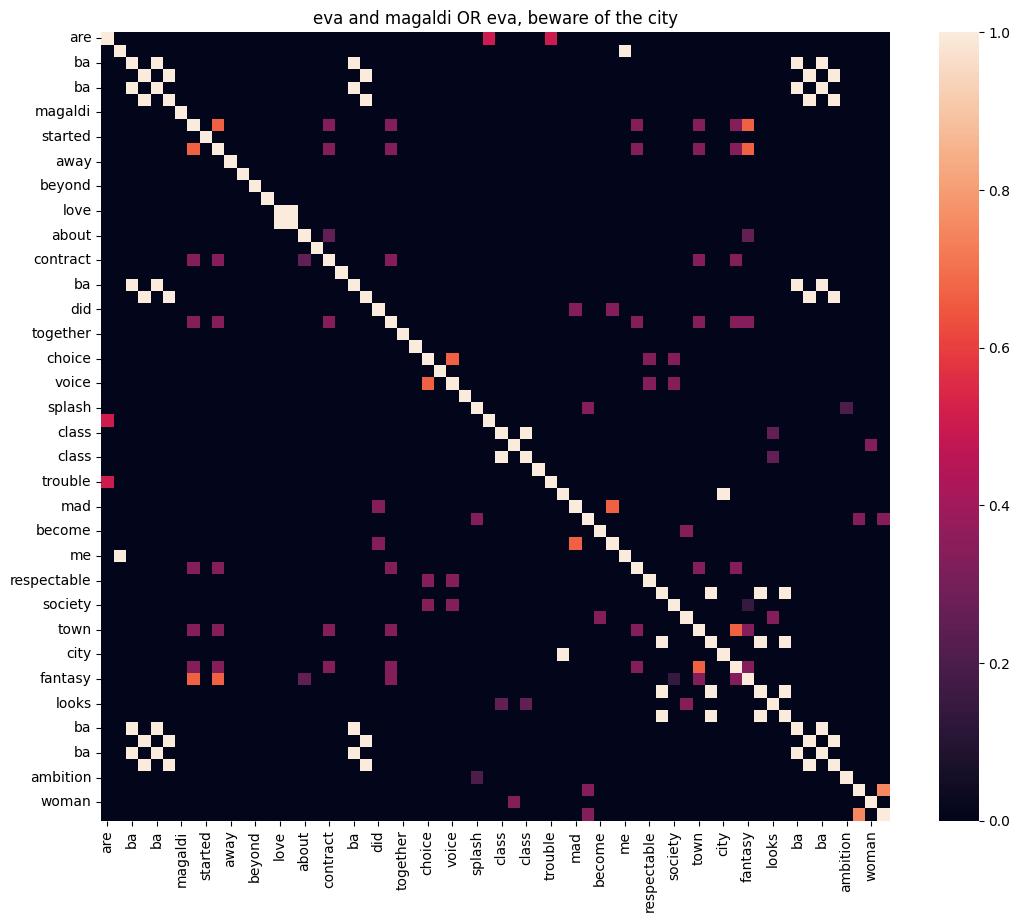 eva and magaldi OR eva, beware of the city
are
ba
ba
magaldi
started
away
beyond
love
about
contract
ba
did
together
choice
voice
splash
class
class
trouble
mad
become
me
respectable
society
town
city
fantasy
looks
ba
ba
ambition
woman
are
ba
ba
magaldi
started
away
beyond
love
about
contract
ba
did
together
choice
voice
splash
class
class
trouble
mad
become
me
respectable
society
town
city
fantasy
looks
ba
ba
ambition
woman
1.0
0.8
0.6
0.4
0.2
0.0